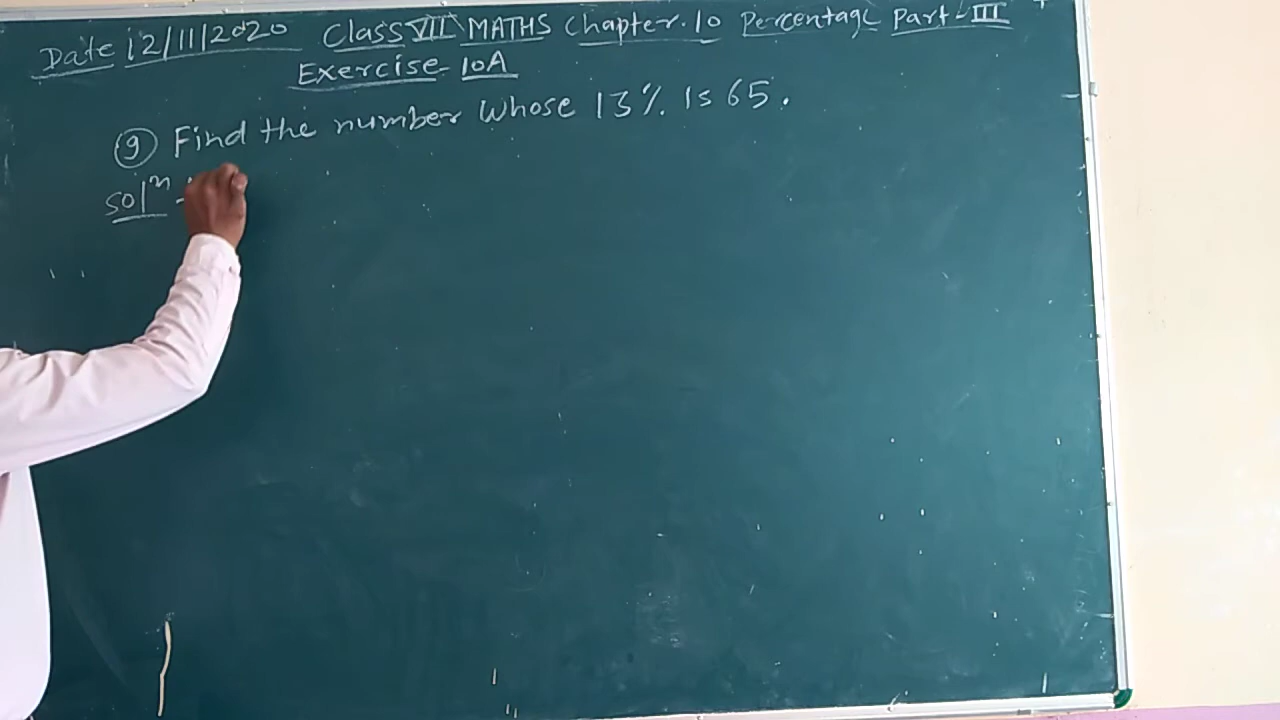 Date 12/11/2020 Class VII MATHS Chapter.10 Percentage Part-III
Exercise-10A
9 Find the number whose 13% is 65.
solⁿ